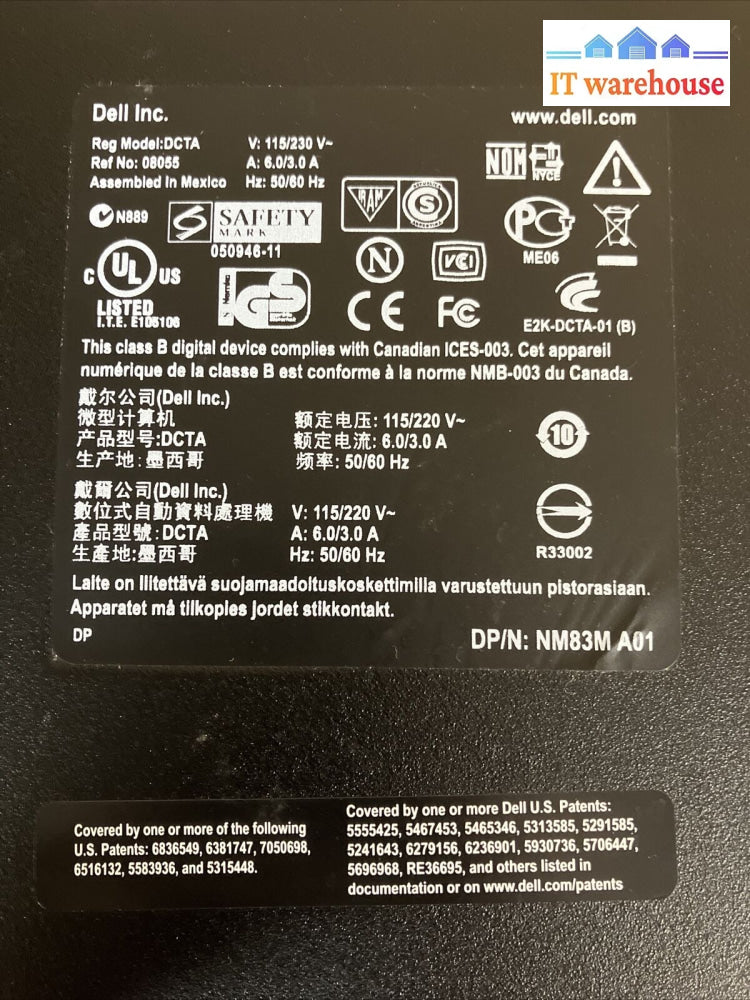 IT warehouse
Dell Inc.
www.dell.com
Reg Model:DCTA
V: 115/230 V~
Ref No: 08055
A: 6.0/3.0 A
Assembled in Mexico
Hz: 50/60 Hz
NOM
NYCE
N889
SAFETY
MARK
050946-11
IRAM
S
PCT
ME06
C UL US
LISTED
I.T.E. E105106
GS
N
VCI
CE
FC
E2K-DCTA-01 (B)
This class B digital device complies with Canadian ICES-003. Cet appareil
numérique de la classe B est conforme à la norme NMB-003 du Canada.
戴尔公司(Dell Inc.)
微型计算机
额定电压: 115/220 V~
产品型号:DCTA
额定电流: 6.0/3.0 A
生产地: 墨西哥
频率: 50/60 Hz
10
戴爾公司(Dell Inc.)
數位式自動資料處理機
V: 115/220 V~
產品型號: DCTA
A: 6.0/3.0 A
生產地:墨西哥
Hz: 50/60 Hz
R33002
Laite on liitettävä suojamaadoituskoskettimilla varustettuun pistorasiaan.
Apparatet må tilkoples jordet stikkontakt.
DP
DP/N: NM83M A01
Covered by one or more of the following
U.S. Patents: 6836549, 6381747, 7050698,
6516132, 5583936, and 5315448.
Covered by one or more Dell U.S. Patents:
5555425, 5467453, 5465346, 5313585, 5291585,
5241643, 6279156, 6236901, 5930736, 5706447,
5696968, RE36695, and others listed in
documentation or on www.dell.com/patents